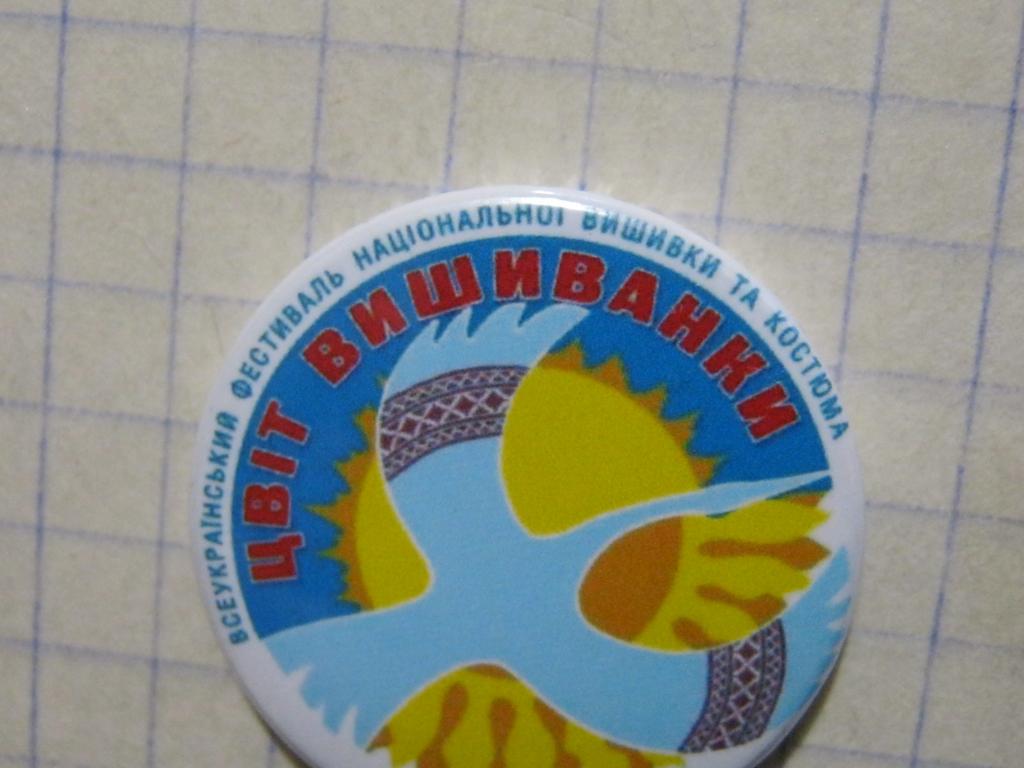 ВСЕУКРАЇНСЬКИЙ ФЕСТИВАЛЬ НАЦІОНАЛЬНОЇ ВИШИВКИ ТА КОСТЮМА
ЦВІТ ВИШИВАНКИ